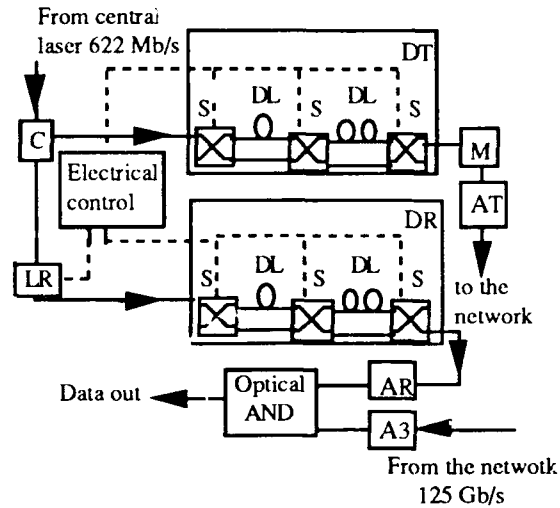 From central
laser 622 Mb/s
DT
S DL S DL S
C
M
Electrical
control
AT
DR
LR
S DL S DL S
to the
network
Data out
Optical
AND
AR
A3
From the netwotk
125 Gb/s